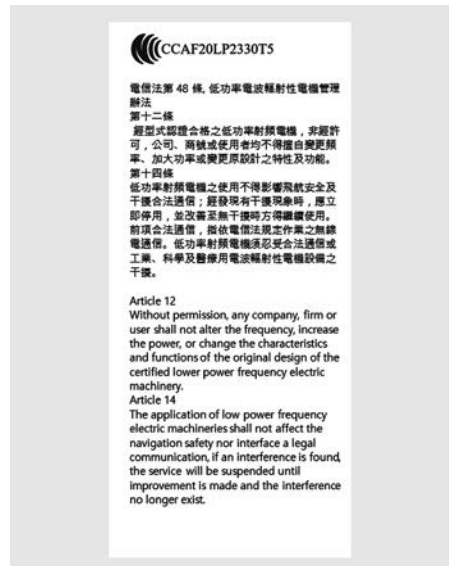 CCAF20LP2330T5
電信法第 48 條, 低功率電波輻射性電機管理
辦法
第十二條
經型式認證合格之低功率射頻電機，非經許
可，公司、商號或使用者均不得擅自變更頻
率、加大功率或變更原設計之特性及功能。
第十四條
低功率射頻電機之使用不得影響飛航安全及
干擾合法通信；經發現有干擾現象時，應立
即停用，並改善至無干擾時方得繼續使用。
前項合法通信，指依電信法規定作業之無線
電通信。低功率射頻電機須忍受合法通信或
工業、科學及醫療用電波輻射性電機設備之
干擾。
Article 12
Without permission, any company, firm or
user shall not alter the frequency, increase
the power, or change the characteristics
and functions of the original design of the
certified lower power frequency electric
machinery.
Article 14
The application of low power frequency
electric machineries shall not affect the
navigation safety nor interface a legal
communication, if an interference is found,
the service will be suspended until
improvement is made and the interference
no longer exist.